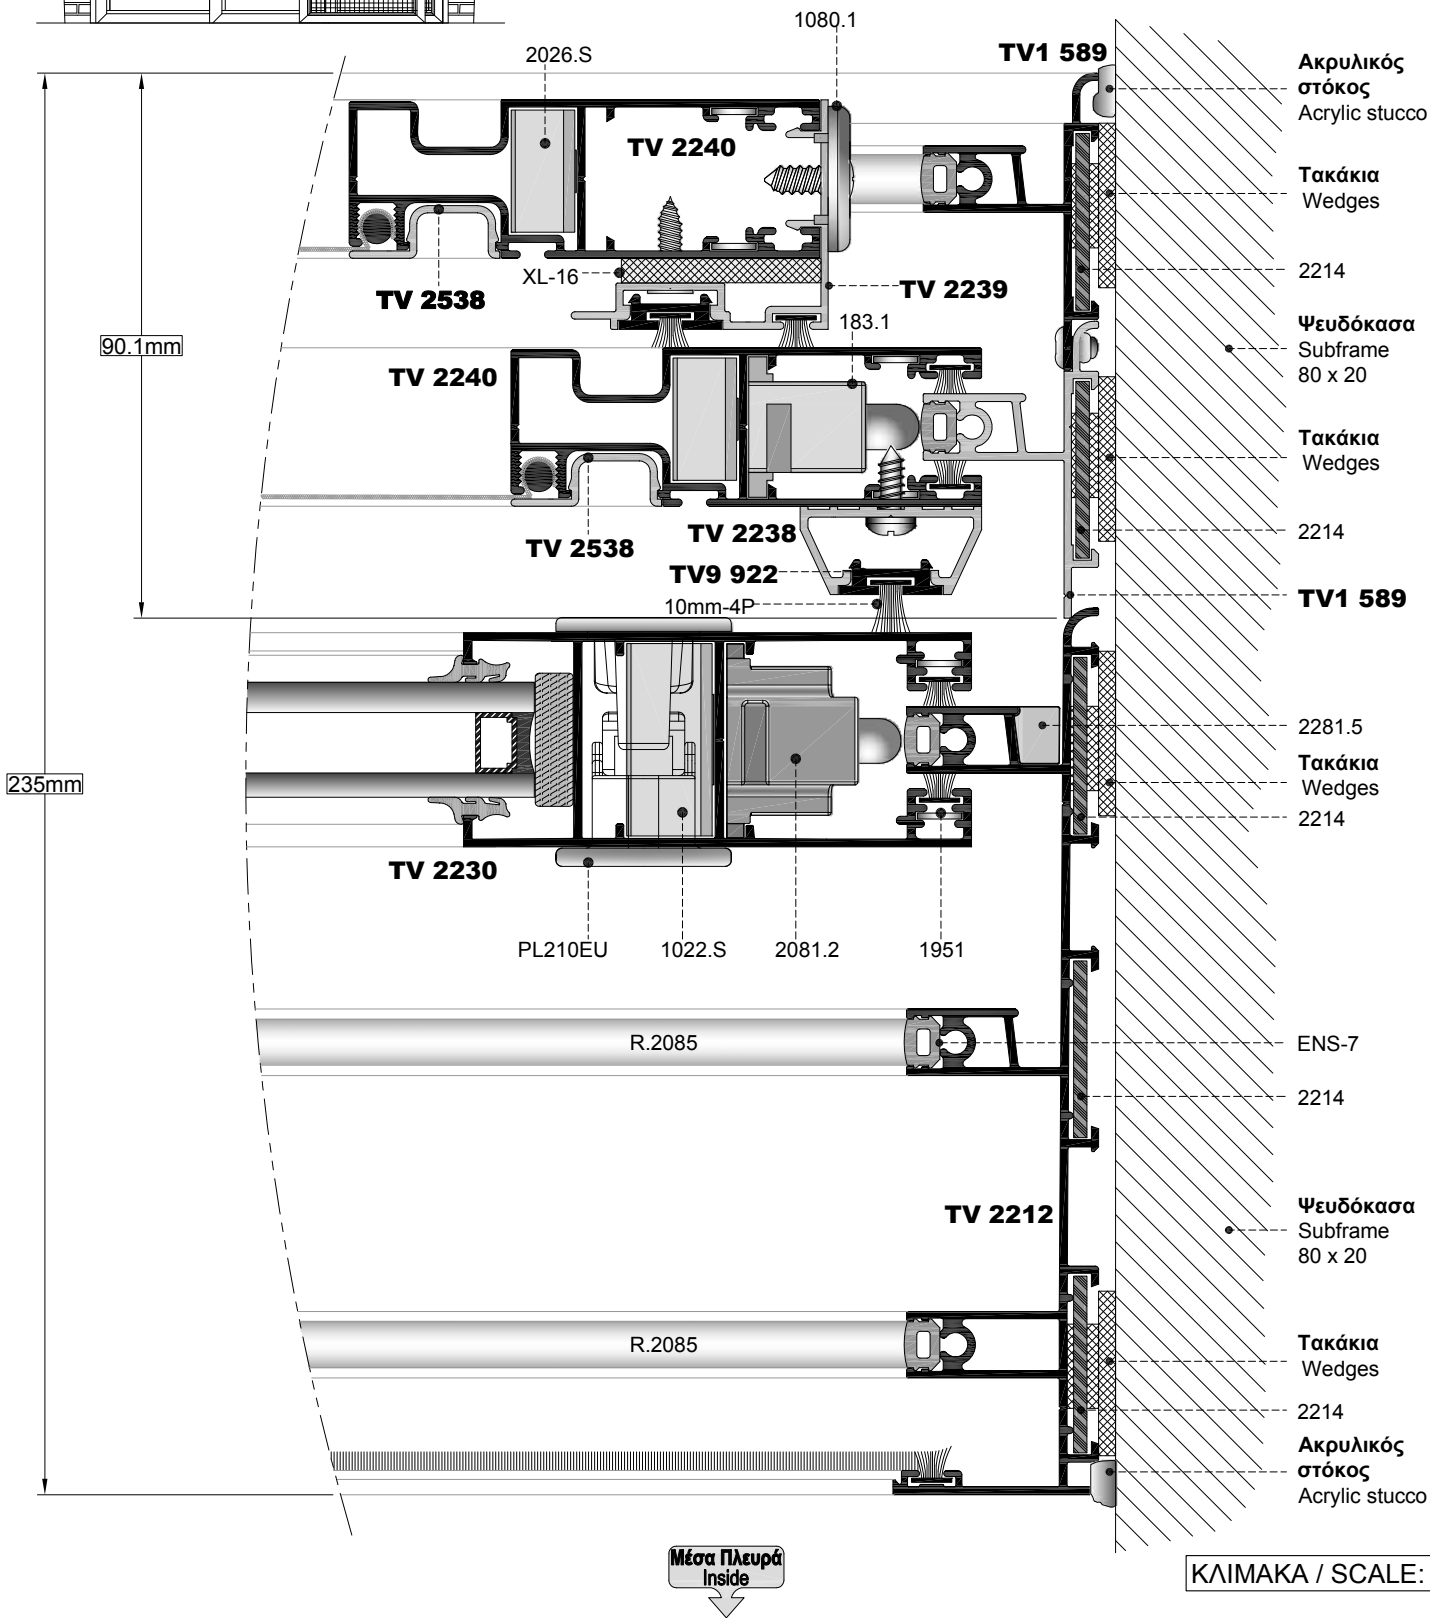 1080.1
TV1 589
2026.S
Ακρυλικός
στόκος
Acrylic stucco
TV 2240
Τακάκια
Wedges
2214
XL-16
TV 2538
TV 2239
183.1
Ψευδόκασα
Subframe
80 x 20
90.1mm
TV 2240
Τακάκια
Wedges
2214
TV 2238
TV 2538
TV9 922
10mm-4P
TV1 589
2281.5
Τακάκια
Wedges
2214
235mm
TV 2230
PL210EU
1022.S
2081.2
1951
R.2085
ENS-7
2214
TV 2212
Ψευδόκασα
Subframe
80 x 20
R.2085
Τακάκια
Wedges
2214
Ακρυλικός
στόκος
Acrylic stucco
Μέσα Πλευρά
Inside
ΚΛΙΜΑΚΑ / SCALE: